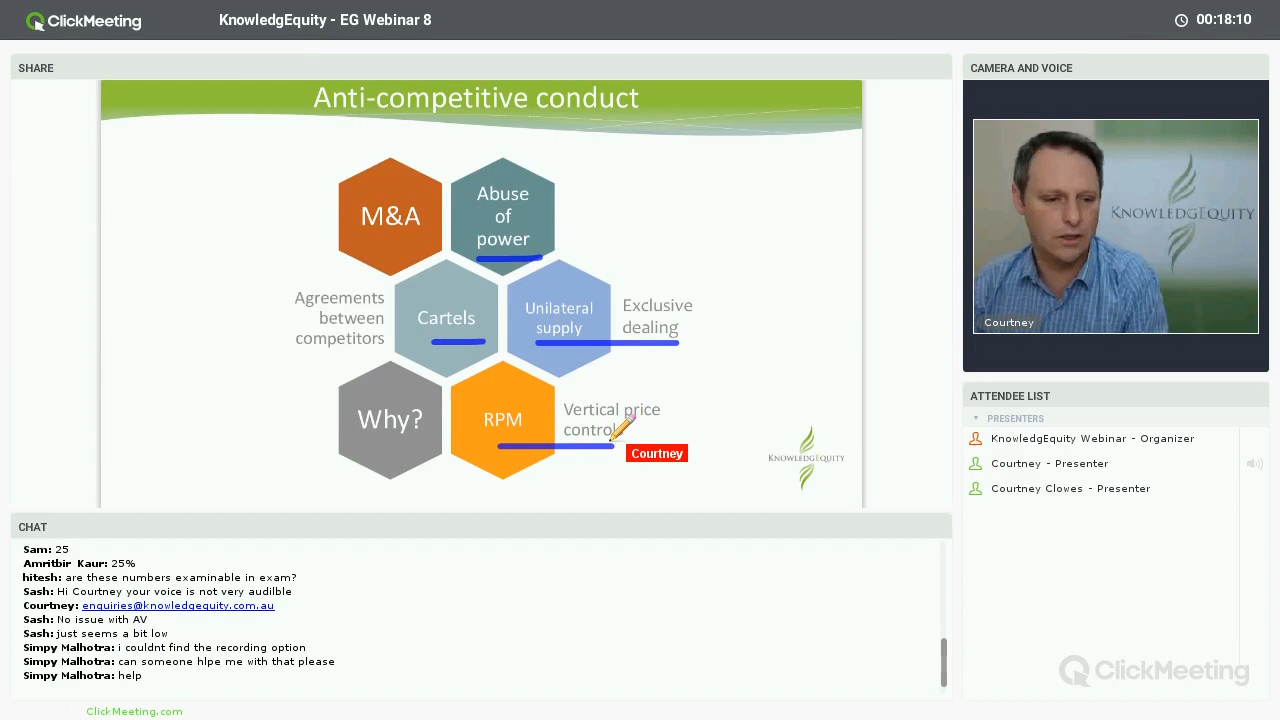 ClickMeeting
KnowledgEquity - EG Webinar 8
00:18:10
SHARE
Anti-competitive conduct
M&A
Abuse
of
power
Agreements
between
competitors
Cartels
Unilateral
supply
Exclusive
dealing
Why?
RPM
Vertical price
control
Courtney
KNOWLEDGEQUITY
CAMERA AND VOICE
KNOWLEDGEQUITY
Courtney
ATTENDEE LIST
PRESENTERS
KnowledgEquity Webinar - Organizer
Courtney - Presenter
Courtney Clowes - Presenter
CHAT
Sam: 25
Amritbir Kaur: 25%
hitesh: are these numbers examinable in exam?
Sash: Hi Courtney your voice is not very audilble
Courtney: enquiries@knowledgequity.com.au
Sash: No issue with AV
Sash: just seems a bit low
Simpy Malhotra: i couldnt find the recording option
Simpy Malhotra: can someone hlpe me with that please
Simpy Malhotra: help
ClickMeeting
ClickMeeting.com